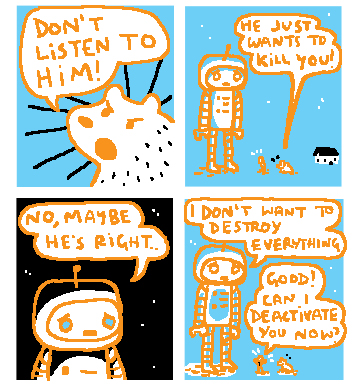 DON'T
LISTEN TO
HIM!
HE JUST
WANTS TO
KILL YOU!
NO, MAYBE
HE'S RIGHT..
I DON'T WANT TO
DESTROY
EVERYTHING
GOOD!
CAN I
DEACTIVATE
YOU NOW?